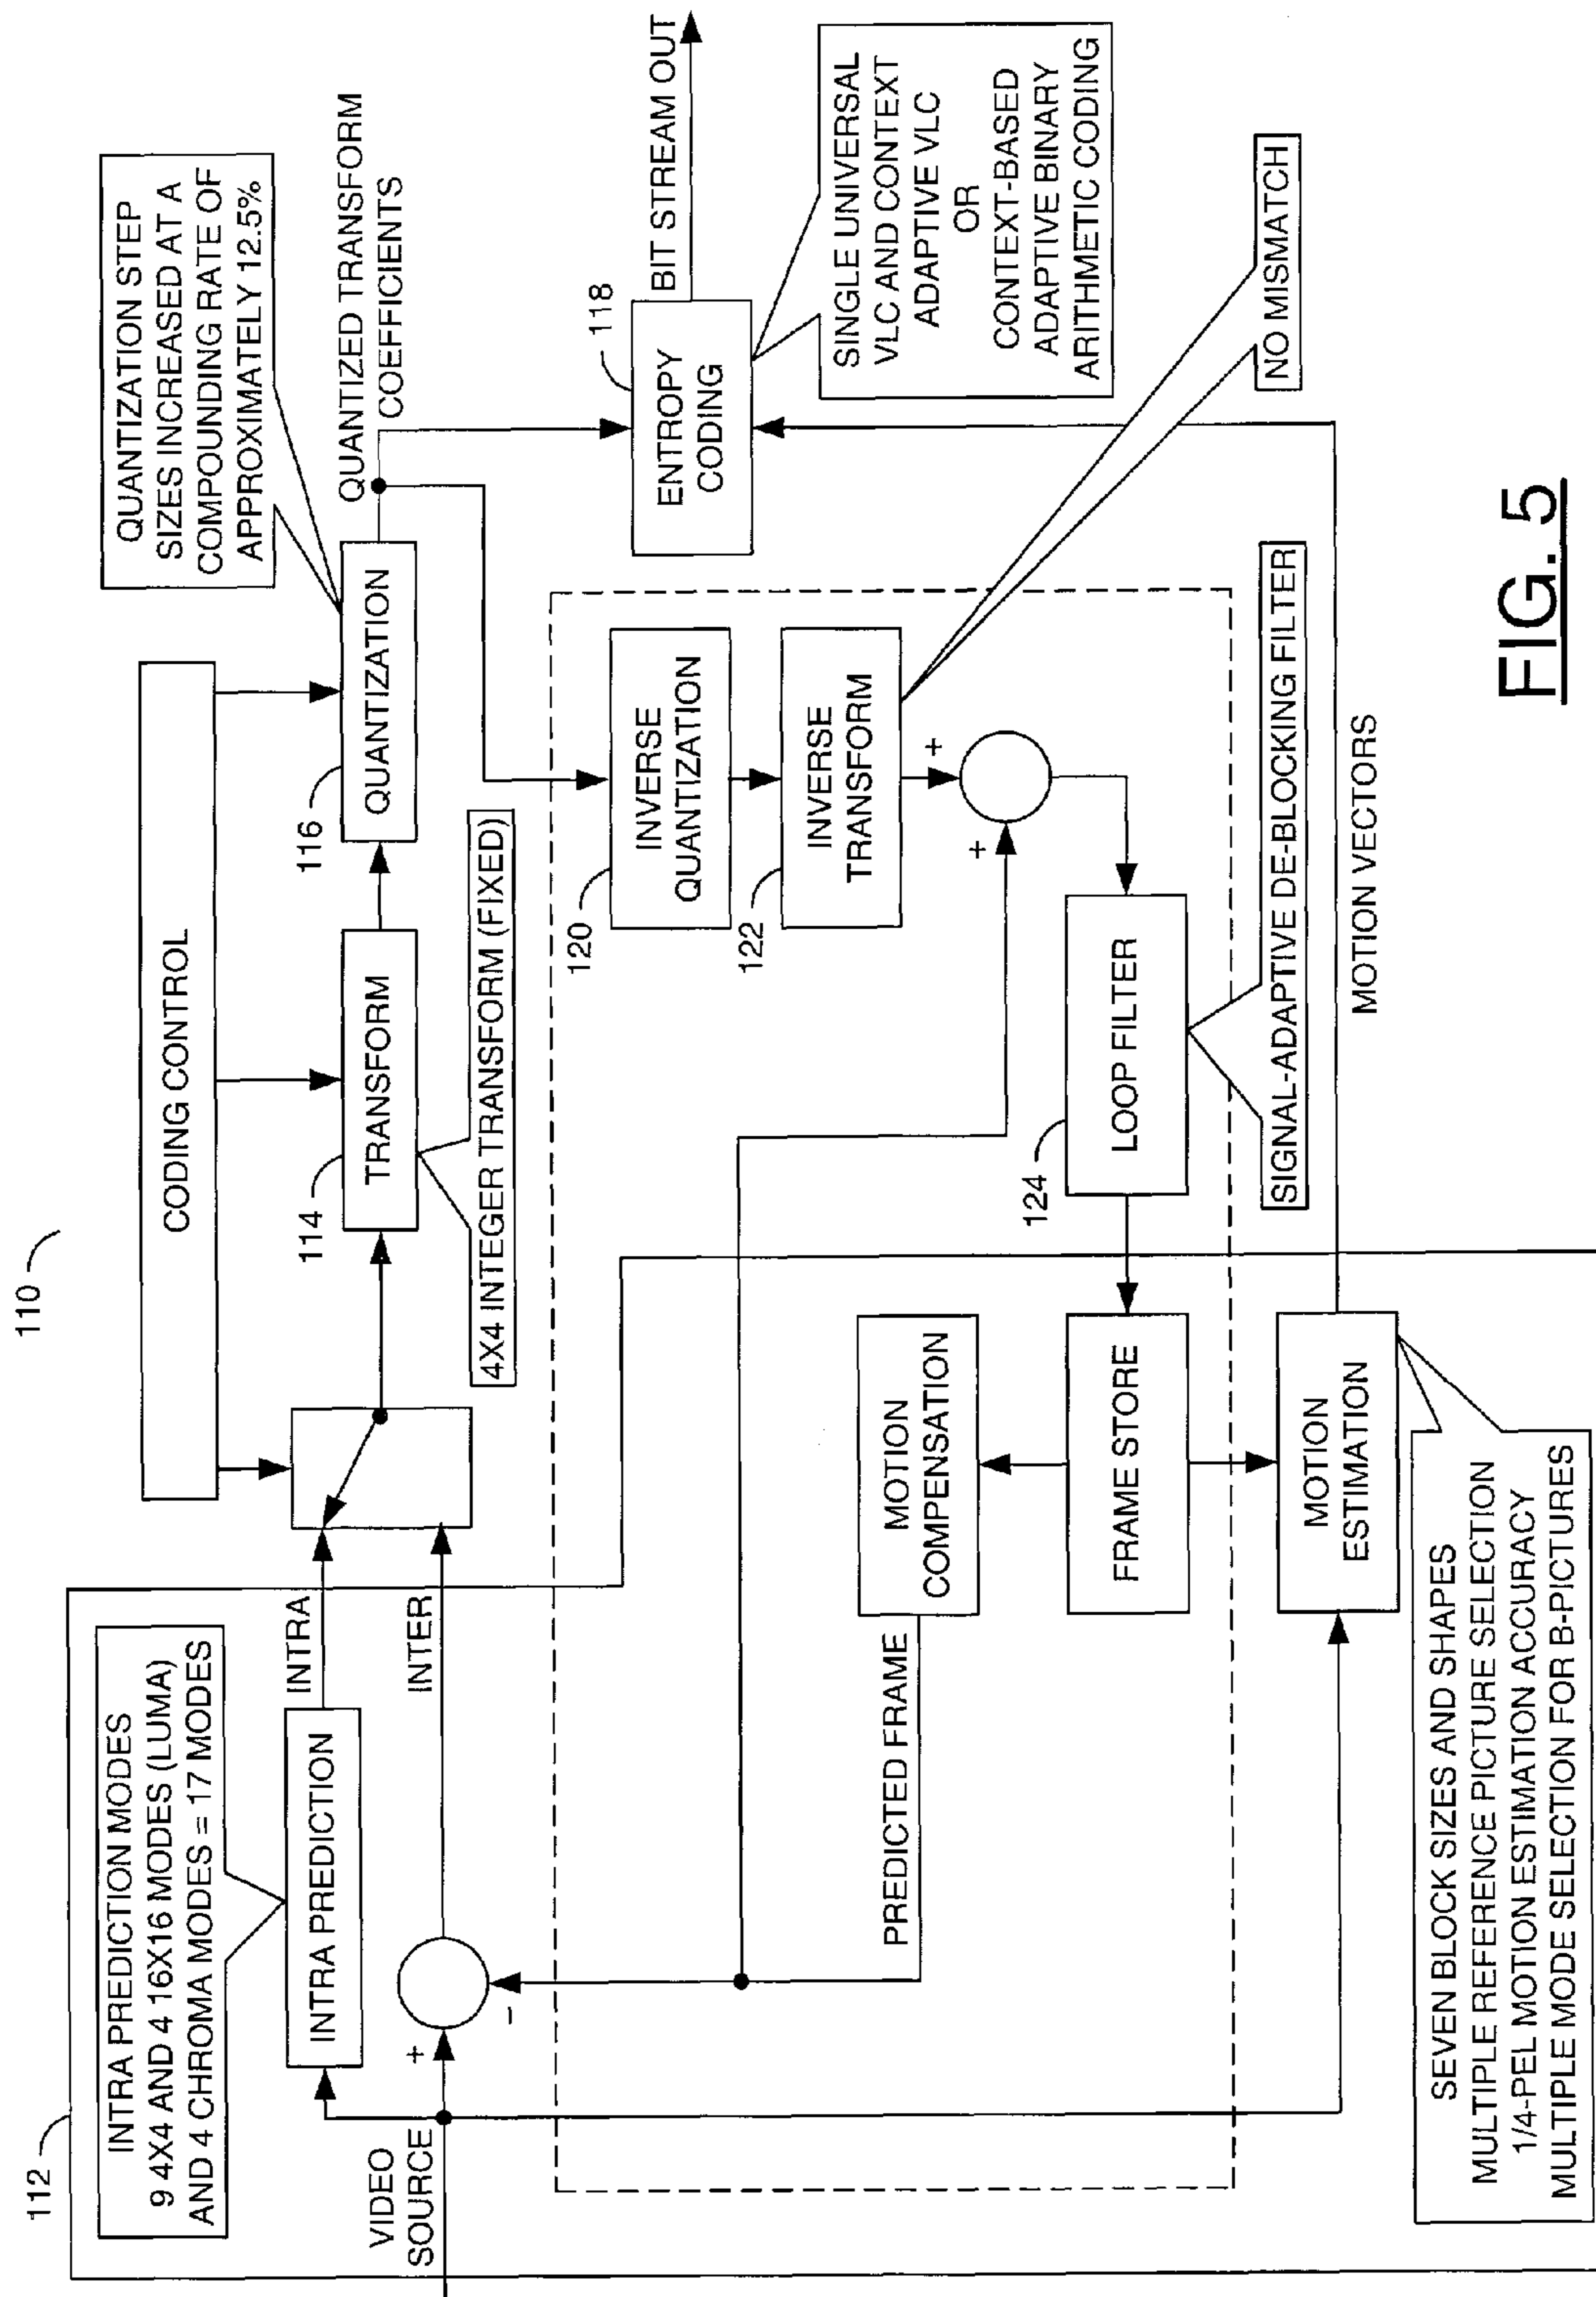 110
112
INTRA PREDICTION MODES
9 4X4 AND 4 16X16 MODES (LUMA)
AND 4 CHROMA MODES = 17 MODES
CODING CONTROL
QUANTIZATION STEP
SIZES INCREASED AT A
COMPOUNDING RATE OF
APPROXIMATELY 12.5%
INTRA PREDICTION
INTRA
114
TRANSFORM
116
QUANTIZATION
QUANTIZED TRANSFORM
COEFFICIENTS
VIDEO
SOURCE
+
-
INTER
4X4 INTEGER TRANSFORM (FIXED)
120
INVERSE
QUANTIZATION
118
ENTROPY
CODING
BIT STREAM OUT
122
INVERSE
TRANSFORM
SINGLE UNIVERSAL
VLC AND CONTEXT
ADAPTIVE VLC
OR
CONTEXT-BASED
ADAPTIVE BINARY
ARITHMETIC CODING
PREDICTED FRAME
MOTION
COMPENSATION
+
+
FRAME STORE
124
LOOP FILTER
NO MISMATCH
SIGNAL-ADAPTIVE DE-BLOCKING FILTER
MOTION
ESTIMATION
MOTION VECTORS
SEVEN BLOCK SIZES AND SHAPES
MULTIPLE REFERENCE PICTURE SELECTION
1/4-PEL MOTION ESTIMATION ACCURACY
MULTIPLE MODE SELECTION FOR B-PICTURES
FIG. 5